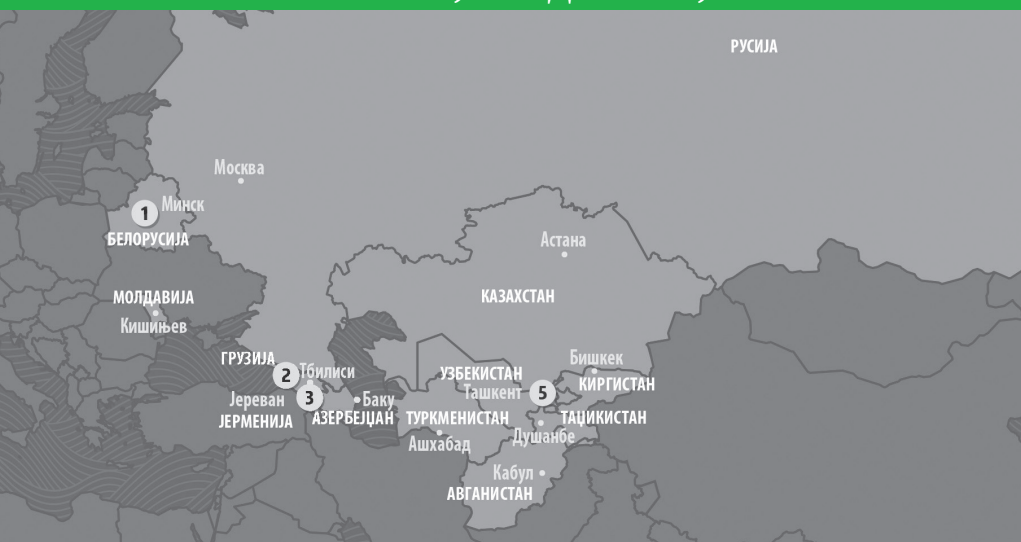 РУСИЈА
Москва
1
Минск
БЕЛОРУСИЈА
Астана
МОЛДАВИЈА
КАЗАХСТАН
Кишињев
ГРУЗИЈА
2
Тбилиси
Бишкек
УЗБЕКИСТАН
КИРГИСТАН
Јереван
3
Баку
Ташкент
5
ЈЕРМЕНИЈА
АЗЕРБЕЈЏАН
ТУРКМЕНИСТАН
ТАЏИКИСТАН
Ашхабад
Душанбе
Кабул
АВГАНИСТАН